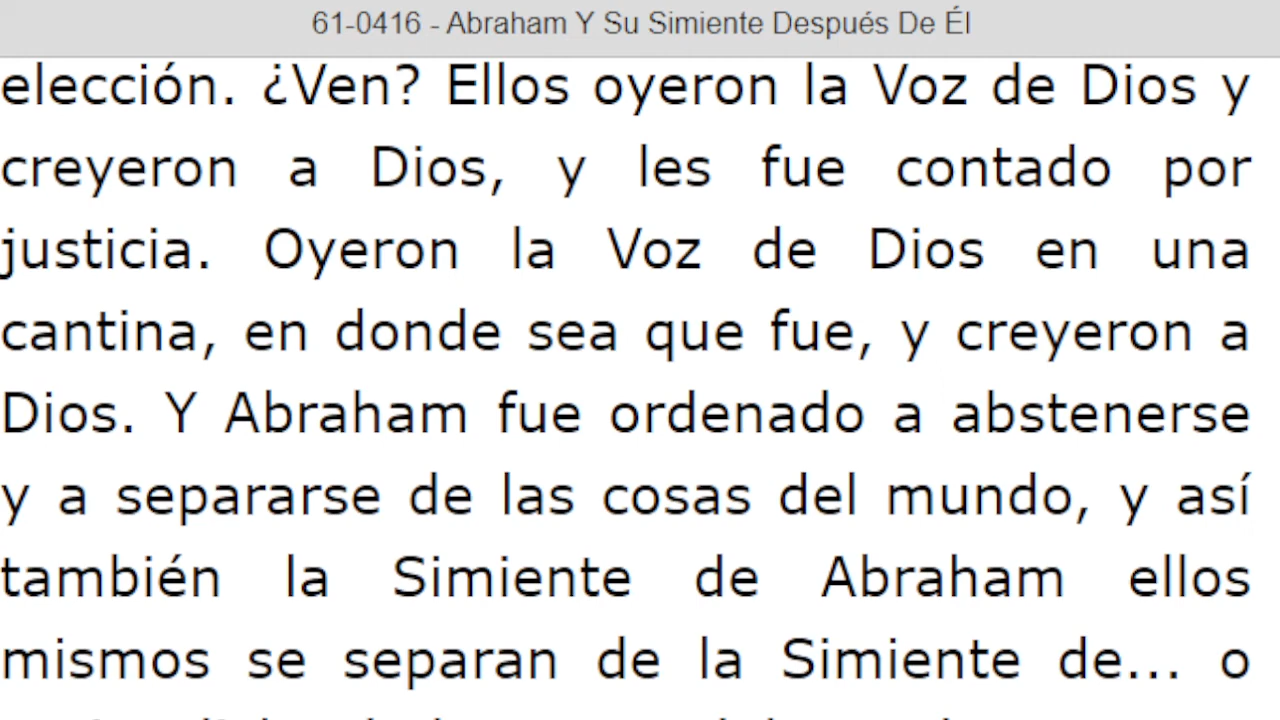 61-0416 - Abraham Y Su Simiente Después De Él
elección. ¿Ven? Ellos oyeron la Voz de Dios y
creyeron a Dios, y les fue contado por
justicia. Oyeron la Voz de Dios en una
cantina, en donde sea que fue, y creyeron a
Dios. Y Abraham fue ordenado a abstenerse
y a separarse de las cosas del mundo, y así
también la Simiente de Abraham ellos
mismos se separan de la Simiente de... o